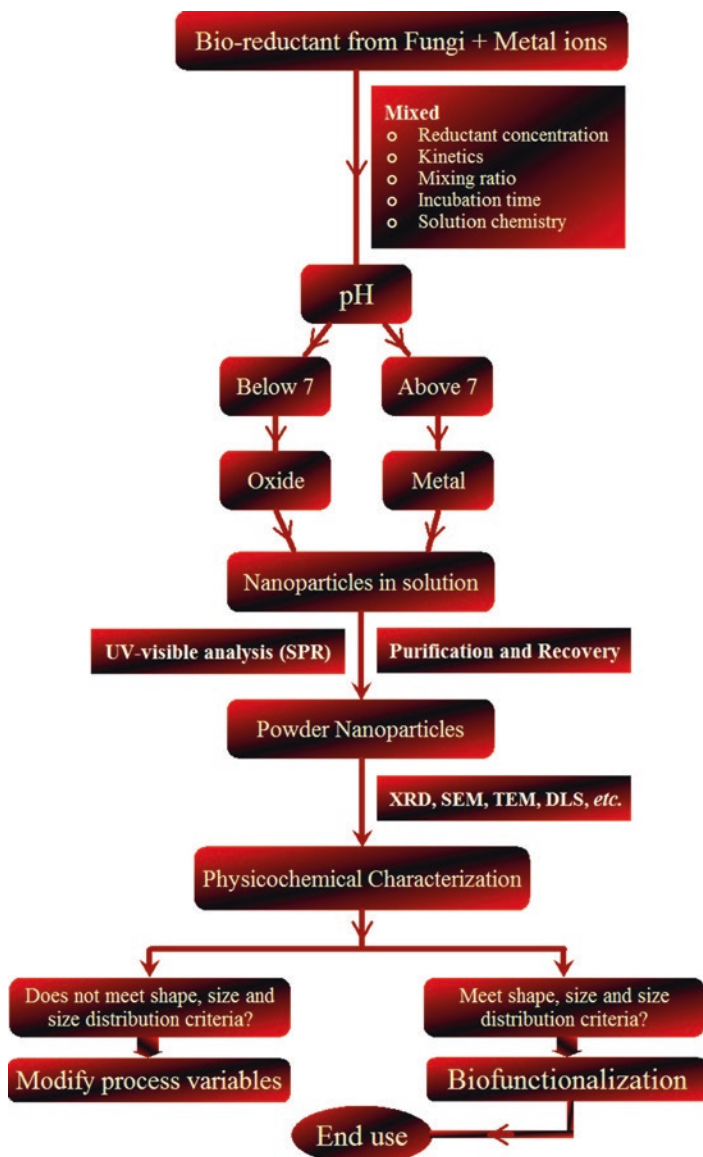 Bio-reductant from Fungi + Metal ions
Mixed
Reductant concentration
Kinetics
Mixing ratio
Incubation time
Solution chemistry
pH
Below 7
Above 7
Oxide
Metal
Nanoparticles in solution
UV-visible analysis (SPR)
Purification and Recovery
Powder Nanoparticles
XRD, SEM, TEM, DLS, etc.
Physicochemical Characterization
Does not meet shape, size and
size distribution criteria?
Meet shape, size and size
distribution criteria?
Modify process variables
Biofunctionalization
End use